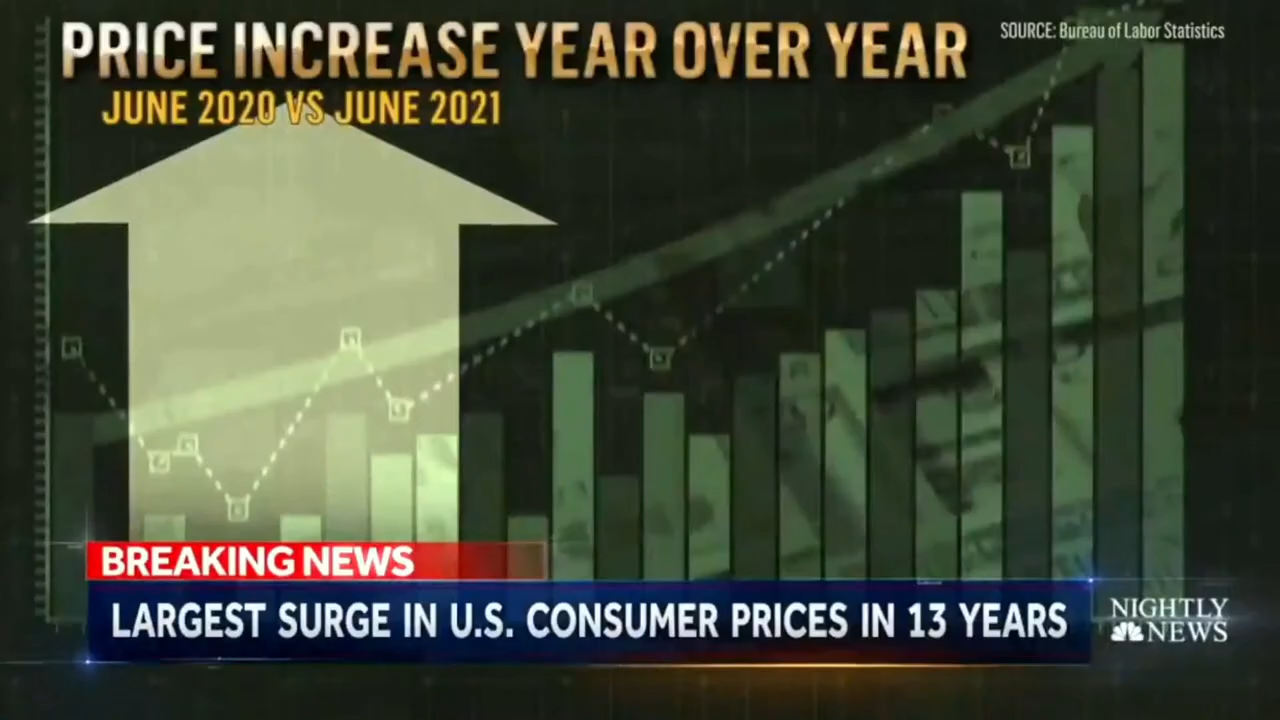 PRICE INCREASE YEAR OVER YEAR
SOURCE: Bureau of Labor Statistics
JUNE 2020 VS JUNE 2021
BREAKING NEWS
LARGEST SURGE IN U.S. CONSUMER PRICES IN 13 YEARS
NIGHTLY
NEWS